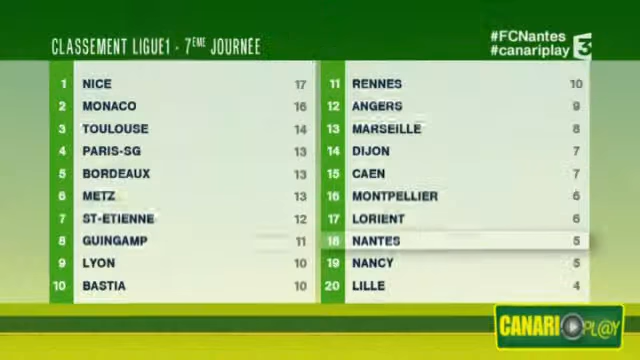 CLASSEMENT LIGUE1 - 7ÈME JOURNÉE
#FCNantes
#canariplay 3
1 NICE 17
2 MONACO 16
3 TOULOUSE 14
4 PARIS-SG 13
5 BORDEAUX 13
6 METZ 13
7 ST-ETIENNE 12
8 GUINGAMP 11
9 LYON 10
10 BASTIA 10
11 RENNES 10
12 ANGERS 9
13 MARSEILLE 8
14 DIJON 7
15 CAEN 7
16 MONTPELLIER 6
17 LORIENT 6
18 NANTES 5
19 NANCY 5
20 LILLE 4
CANARI PL@Y